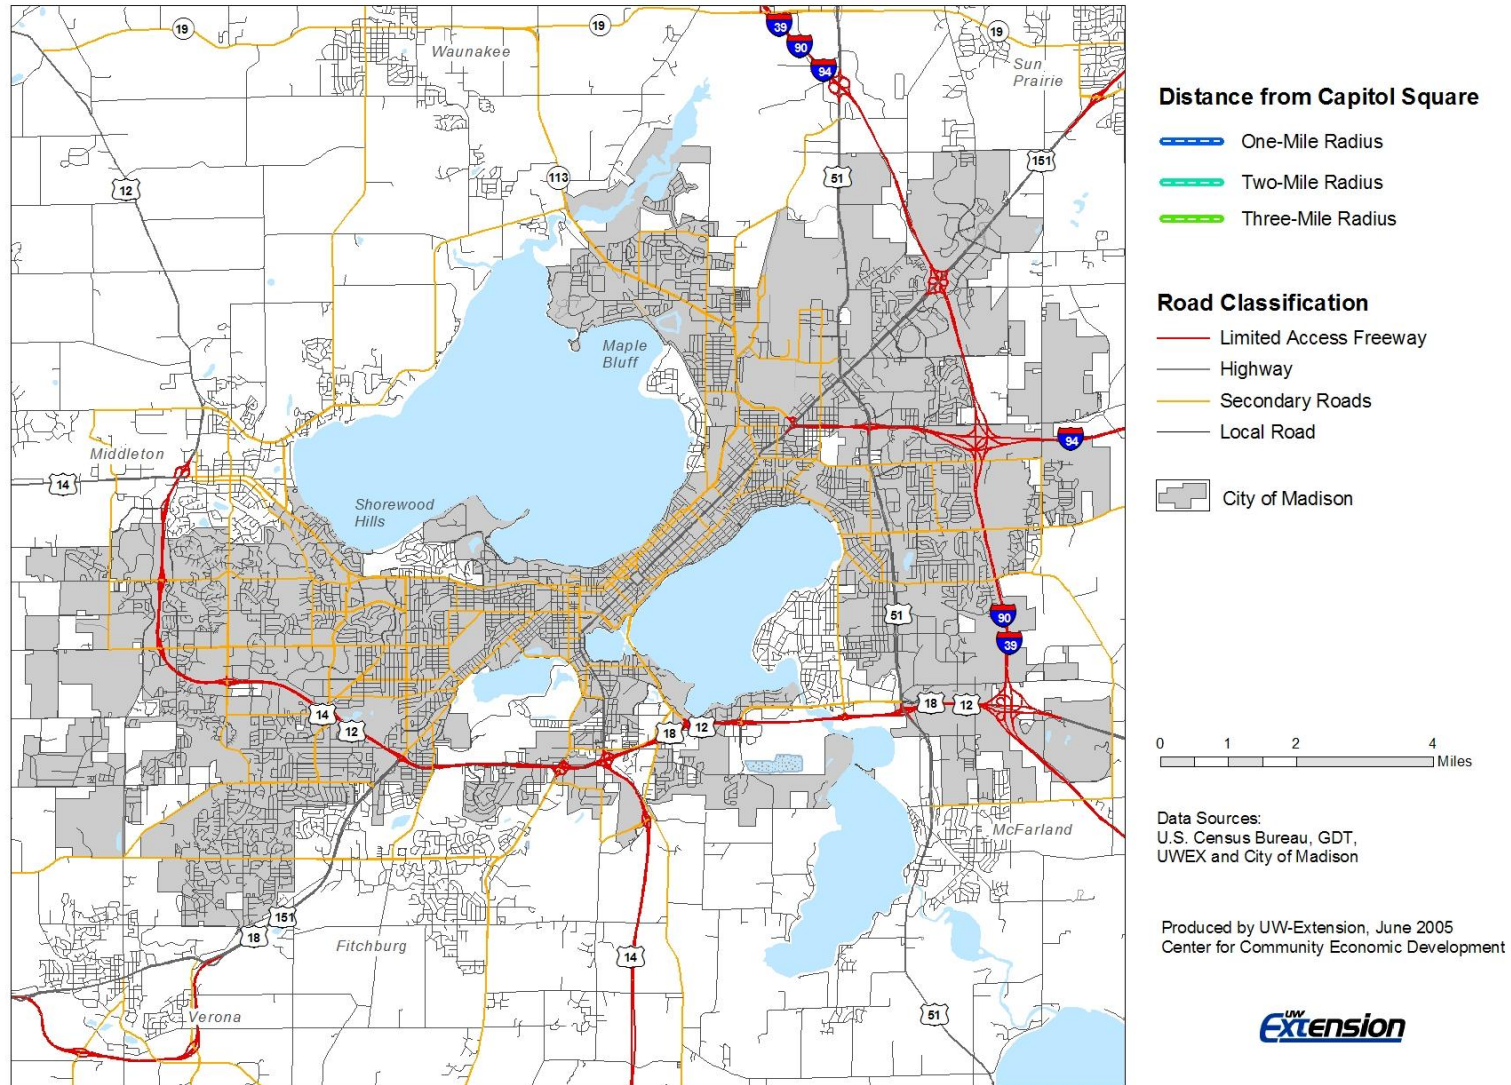 19
19
39
90
94
19
Waunakee
Sun
Prairie
12
113
51
151
Maple
Bluff
Middleton
14
94
Shorewood
Hills
51
90
39
14
12
18
12
18
12
McFarland
151
18
Fitchburg
14
Verona
51
Distance from Capitol Square
One-Mile Radius
Two-Mile Radius
Three-Mile Radius
Road Classification
Limited Access Freeway
Highway
Secondary Roads
Local Road
City of Madison
0 1 2 4
Miles
Data Sources:
U.S. Census Bureau, GDT,
UWEX and City of Madison
Produced by UW-Extension, June 2005
Center for Community Economic Development
UW
Extension